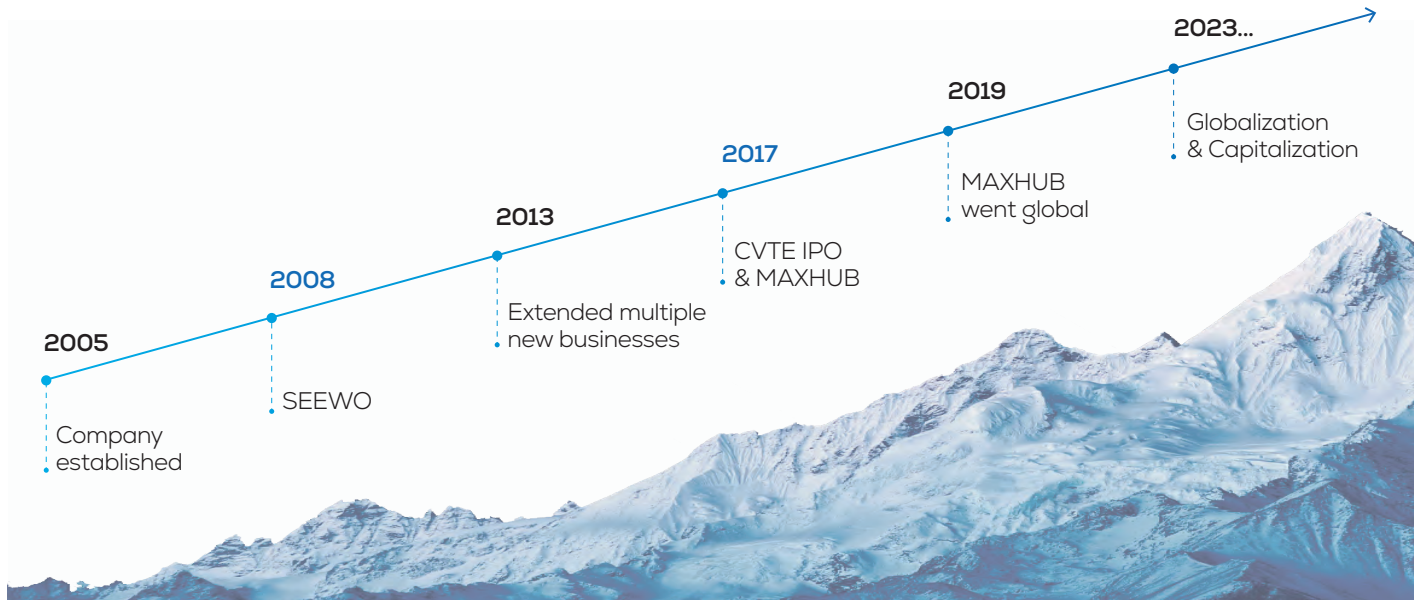 2005
Company
established
2008
SEEWO
2013
Extended multiple
new businesses
2017
CVTE IPO
& MAXHUB
2019
MAXHUB
went global
2023...
Globalization
& Capitalization